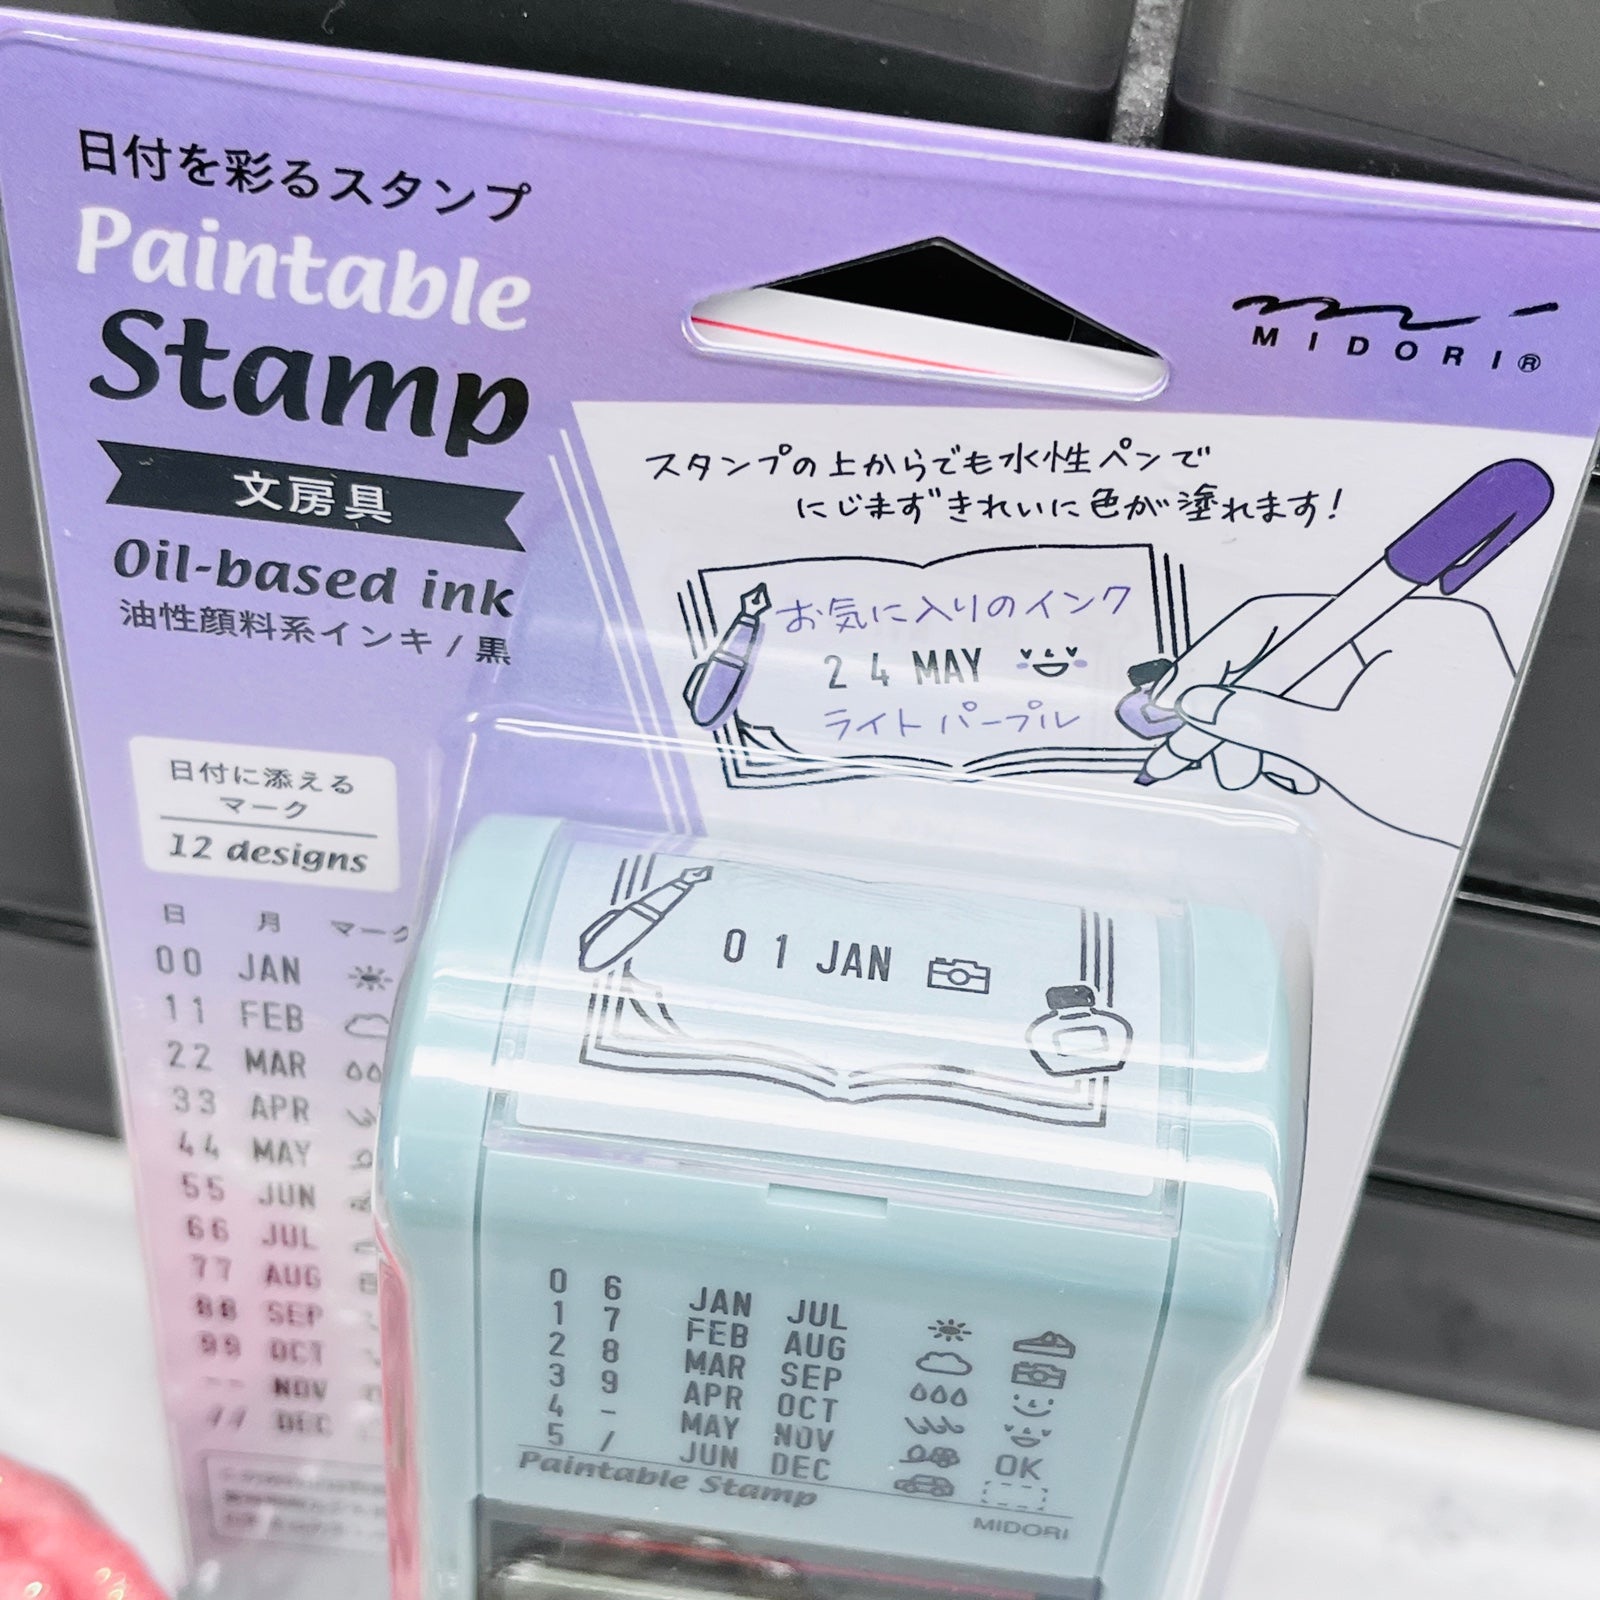 日付を彩るスタンプ
Paintable
Stamp
文房具
Oil-based ink
油性顔料系インキ / 黒
MIDORI®
スタンプの上からでも水性ペンで
にじまずきれいに色が塗れます!
お気に入りのインク
2 4 MAY
ライトパープル
日付に添える
マーク
12 designs
日 月 マーク
00 JAN
11 FEB
22 MAR
33 APR
44 MAY
55 JUN
66 JUL
77 AUG
88 SEP
99 OCT
-- NOV
// DEC
0 1 JAN
0 6 JAN JUL
1 7 FEB AUG
2 8 MAR SEP
3 9 APR OCT
4 - MAY NOV
5 / JUN DEC
OK
Paintable Stamp
MIDORI